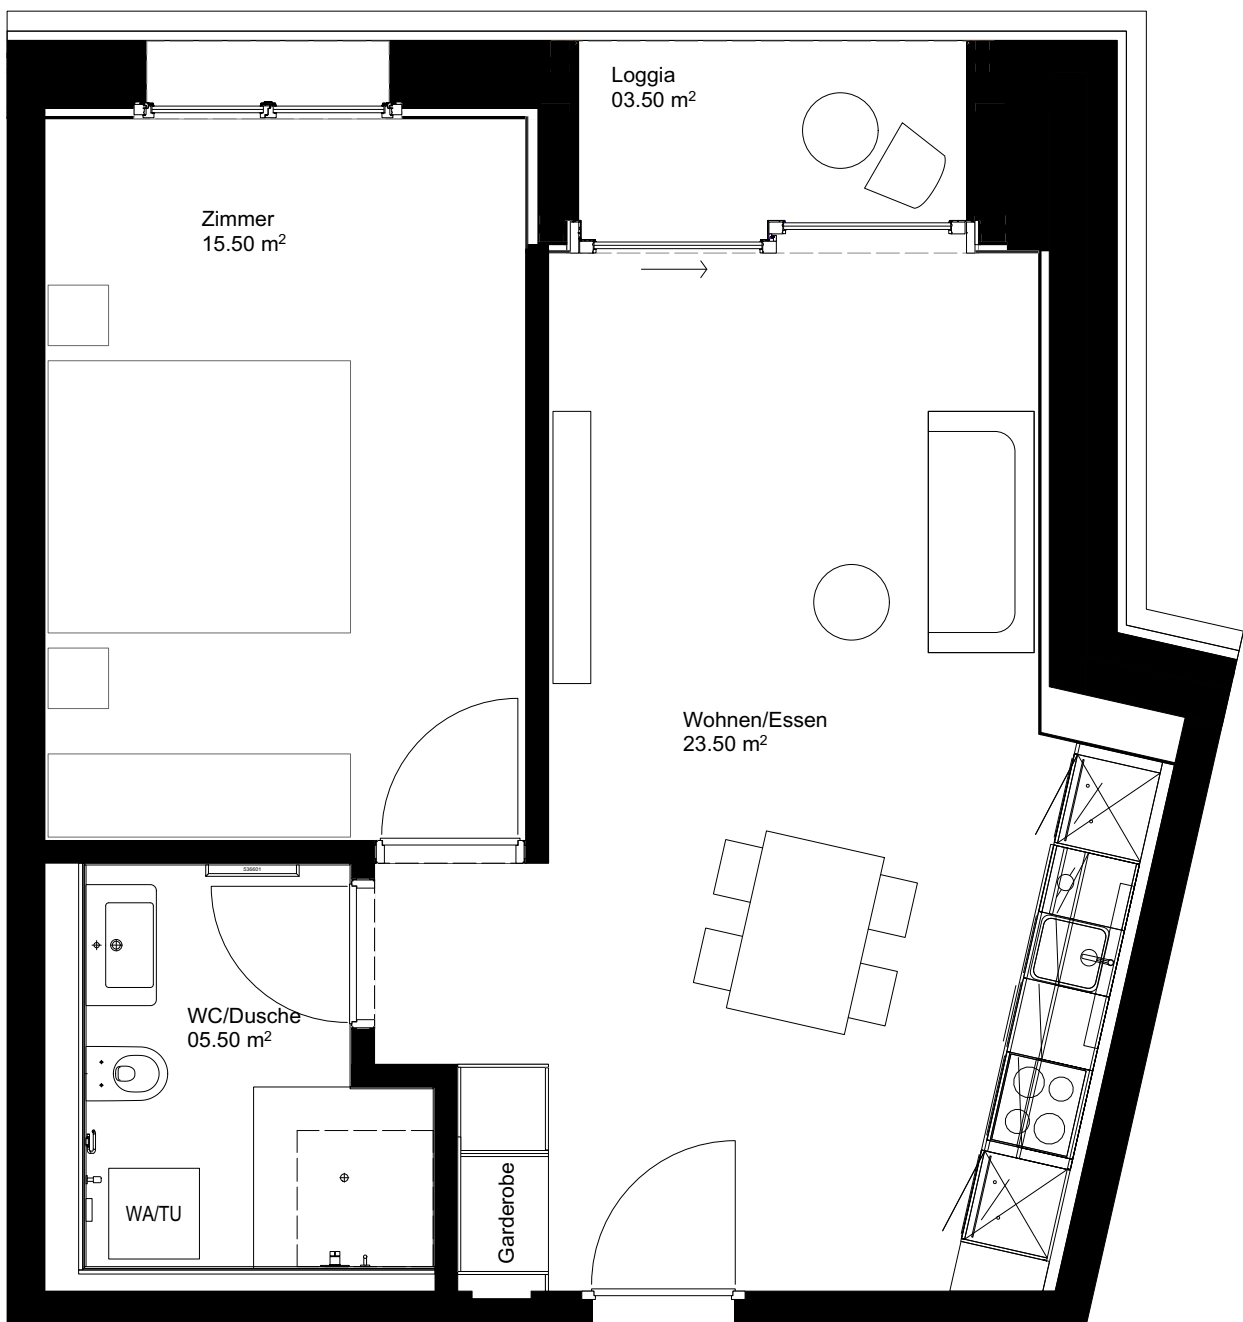 Loggia
03.50 m²
Zimmer
15.50 m²
Wohnen/Essen
23.50 m²
WC/Dusche
05.50 m²
WA/TU
Garderobe